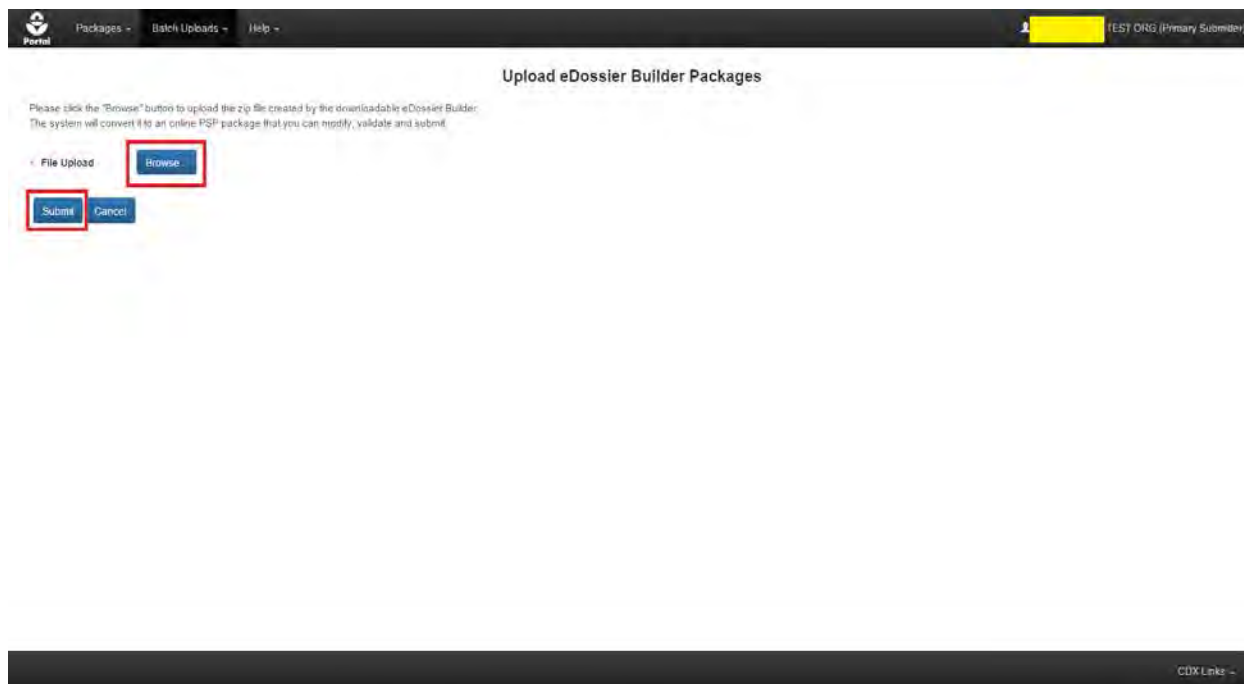 Portal
Packages
Batch Uploads
Help
TEST ORG (Primary Submitter)
Upload eDossier Builder Packages
Please click the "Browse" button to upload the zip file created by the downloadable eDossier Builder.
The system will convert it to an online PSP package that you can modify, validate and submit.
* File Upload
Browse...
Submit
Cancel
CDX Links